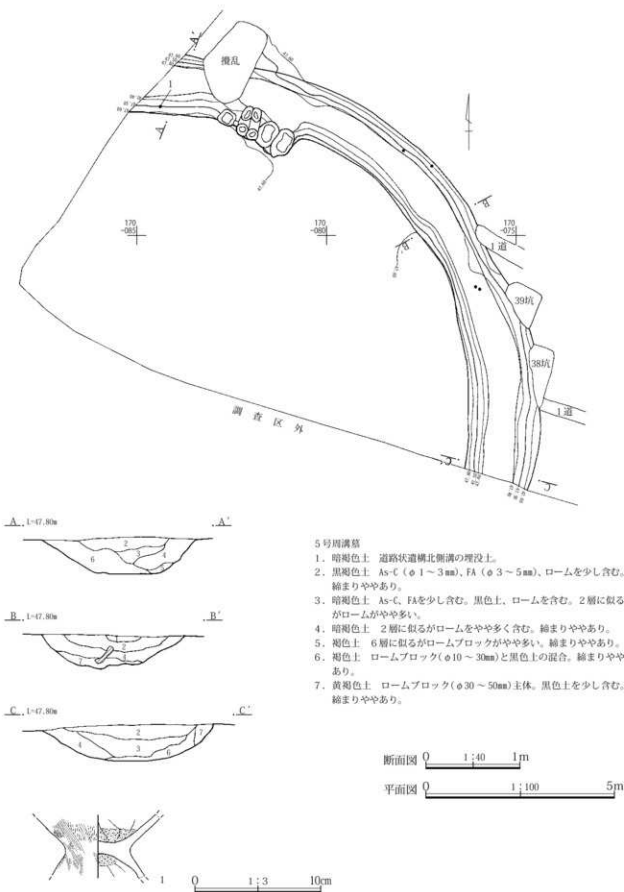 A'
攪乱
1
A
47.60
170
-085
170
-080
170
-075
B'
B
1道
39坑
38坑
1道
調査区外
C
C'
A L=47.80m A'
2
3
4
6
B L=47.80m B'
2
C L=47.80m C'
2
3
4
6
7
1
5号周溝墓
1. 暗褐色土 道路状遺構北側溝の埋没土。
2. 黒褐色土 As-C(φ1~3㎜)、FA(φ3~5㎜)、ロームを少し含む。
締まりややあり。
3. 暗褐色土 As-C、FAを少し含む。黒色土、ロームを含む。2層に似る
がロームがやや多い。
4. 暗褐色土 2層に似るがロームをやや多く含む。締まりややあり。
5. 褐色土 6層に似るがロームブロックがやや多い。締まりややあり。
6. 褐色土 ロームブロック(φ10~30㎜)と黒色土の混合。締まりやや
あり。
7. 黄褐色土 ロームブロック(φ30~50㎜)主体。黒色土を少し含む。
締まりややあり。
断面図 0 1:40 1m
平面図 0 1:100 5m
0 1:3 10cm